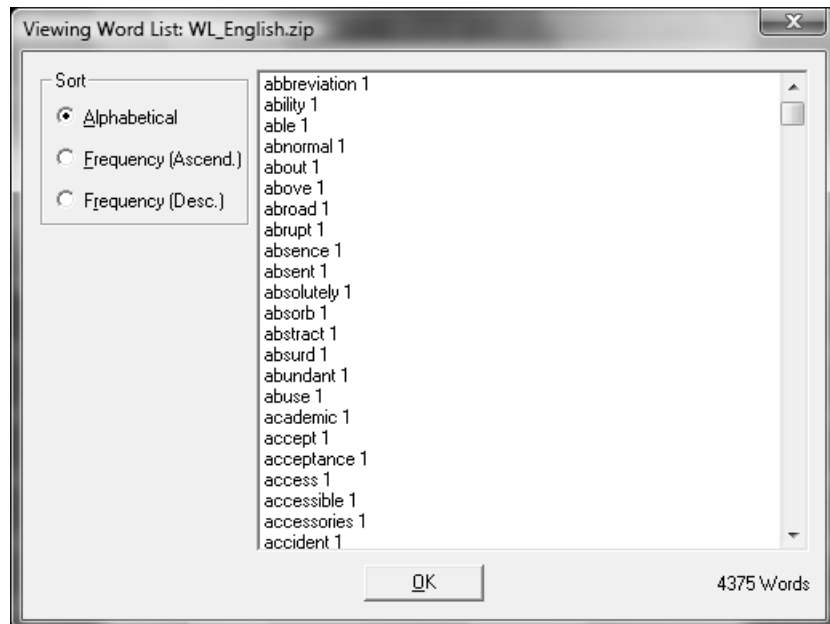 Viewing Word List: WL_English.zip
Sort
Alphabetical
Frequency (Ascend.)
Frequency (Desc.)
abbreviation 1
ability 1
able 1
abnormal 1
about 1
above 1
abroad 1
abrupt 1
absence 1
absent 1
absolutely 1
absorb 1
abstract 1
absurd 1
abundant 1
abuse 1
academic 1
accept 1
acceptance 1
access 1
accessible 1
accessories 1
accident 1
OK
4375 Words